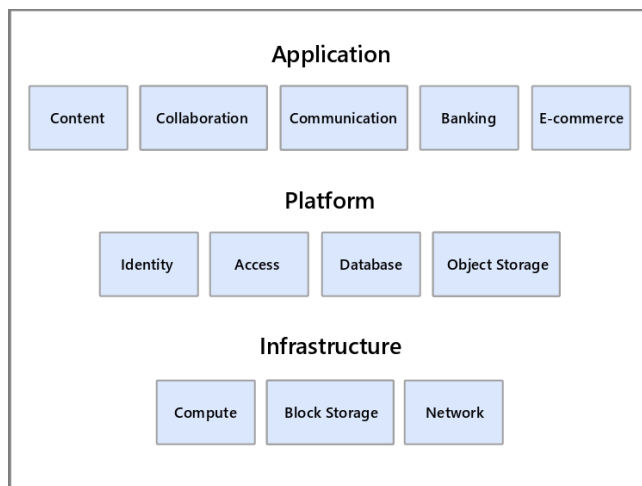 Application
Content Collaboration Communication Banking E-commerce
Platform
Identity Access Database Object Storage
Infrastructure
Compute Block Storage Network